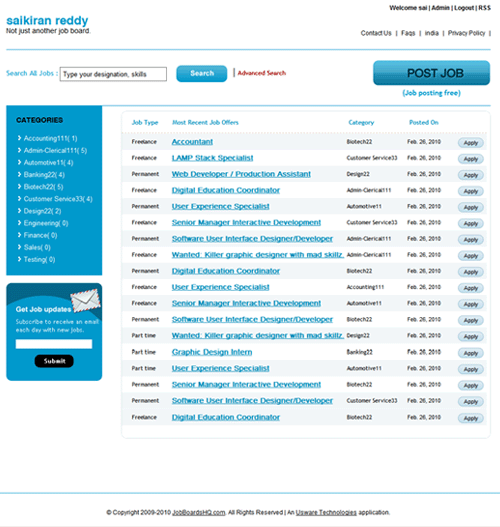 Welcome sai | Admin | Logout | RSS
saikiran reddy
Not just another job board.
Contact Us | Faqs | india | Privacy Policy |
Search All Jobs : Type your designation, skills Search | Advanced Search
POST JOB
(Job posting free)
CATEGORIES
Accounting111( 1)
Admin-Clerical111( 5)
Automotive11( 4)
Banking22( 4)
Biotech22( 5)
Customer Service33( 4)
Design22( 2)
Engineering( 0)
Finance( 0)
Sales( 0)
Testing( 0)
Get Job updates
Subscribe to receive an email
each day with new jobs.
Submit
Job Type Most Recent Job Offers Category Posted On
Freelance Accountant Biotech22 Feb. 26, 2010 Apply
Freelance LAMP Stack Specialist Customer Service33 Feb. 26, 2010 Apply
Permanent Web Developer / Production Assistant Design22 Feb. 26, 2010 Apply
Freelance Digital Education Coordinator Admin-Clerical111 Feb. 26, 2010 Apply
Permanent User Experience Specialist Automotive11 Feb. 26, 2010 Apply
Freelance Senior Manager Interactive Development Customer Service33 Feb. 26, 2010 Apply
Permanent Software User Interface Designer/Developer Admin-Clerical111 Feb. 26, 2010 Apply
Freelance Wanted: Killer graphic designer with mad skillz. Admin-Clerical111 Feb. 26, 2010 Apply
Permanent Digital Education Coordinator Biotech22 Feb. 26, 2010 Apply
Freelance User Experience Specialist Accounting111 Feb. 26, 2010 Apply
Freelance Senior Manager Interactive Development Automotive11 Feb. 26, 2010 Apply
Permanent Software User Interface Designer/Developer Biotech22 Feb. 26, 2010 Apply
Part time Wanted: Killer graphic designer with mad skillz. Design22 Feb. 26, 2010 Apply
Part time Graphic Design Intern Banking22 Feb. 26, 2010 Apply
Part time User Experience Specialist Automotive11 Feb. 26, 2010 Apply
Permanent Senior Manager Interactive Development Biotech22 Feb. 26, 2010 Apply
Permanent Software User Interface Designer/Developer Customer Service33 Feb. 26, 2010 Apply
Freelance Digital Education Coordinator Biotech22 Feb. 26, 2010 Apply
© Copyright 2009-2010 JobBoardsHQ.com. All Rights Reserved | An Usware Technologies application.